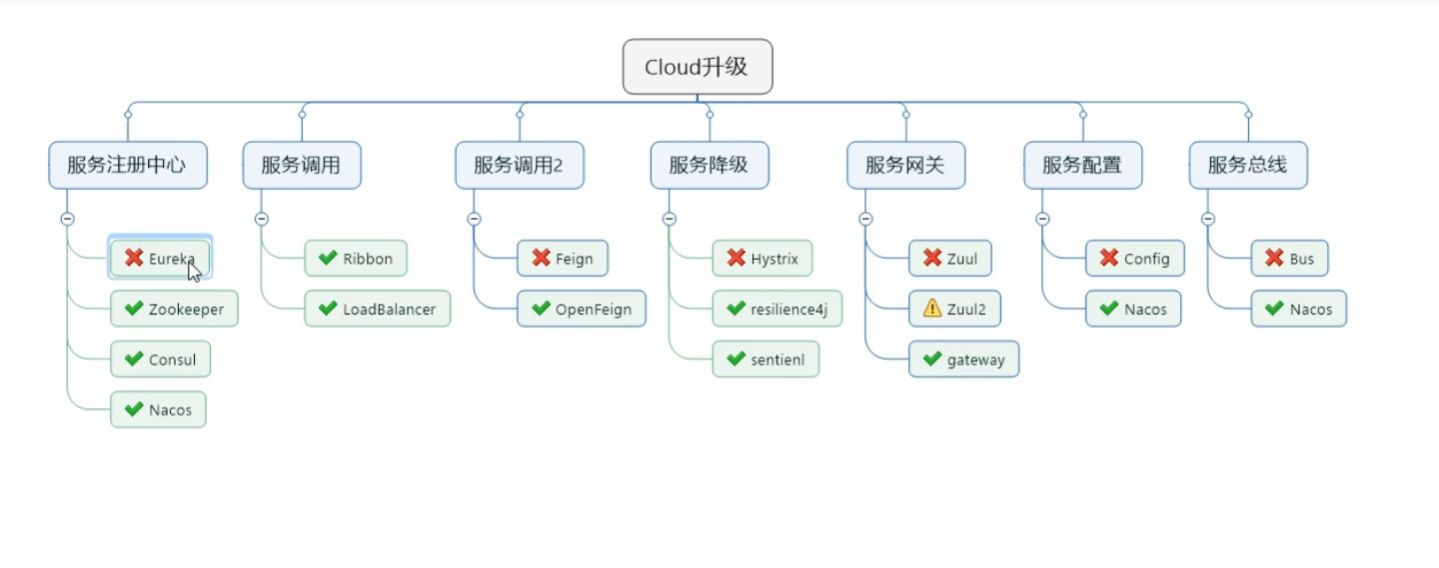 Cloud升级
服务注册中心
服务调用
服务调用2
服务降级
服务网关
服务配置
服务总线
Eureka
Zookeeper
Consul
Nacos
Ribbon
LoadBalancer
Feign
OpenFeign
Hystrix
resilience4j
sentienl
Zuul
Zuul2
gateway
Config
Nacos
Bus
Nacos